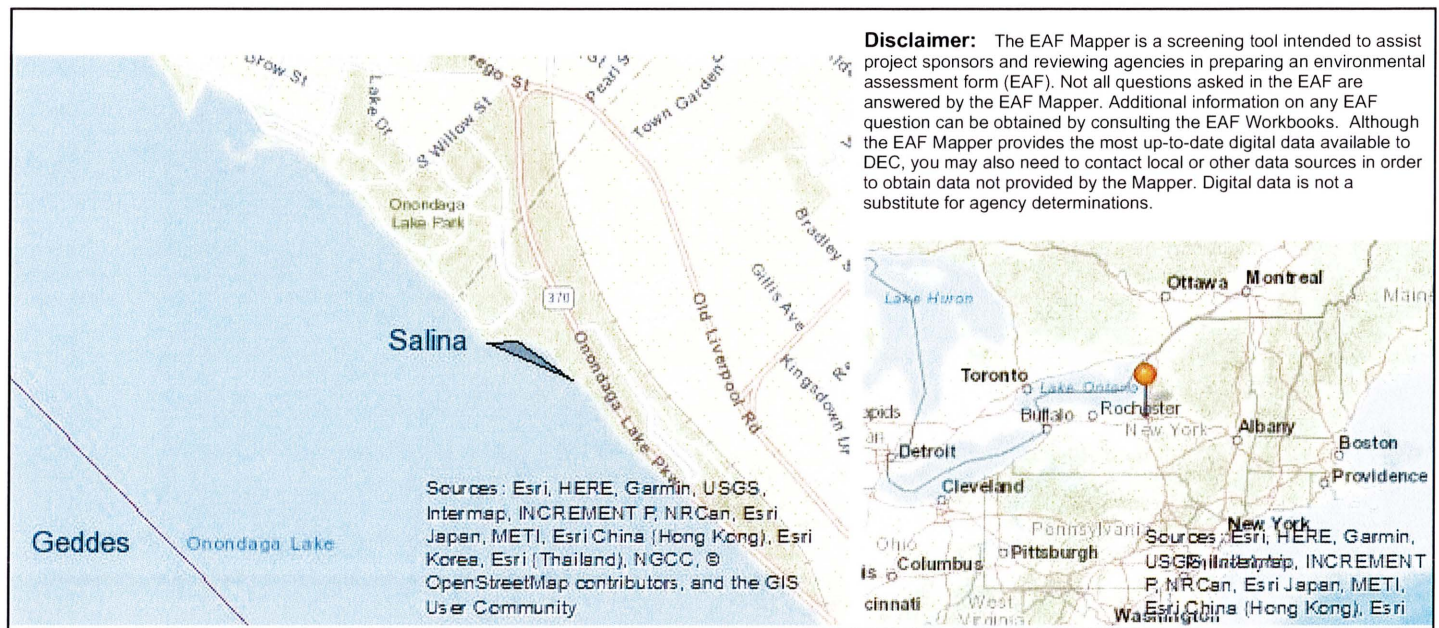 Disclaimer: The EAF Mapper is a screening tool intended to assist
project sponsors and reviewing agencies in preparing an environmental
assessment form (EAF). Not all questions asked in the EAF are
answered by the EAF Mapper. Additional information on any EAF
question can be obtained by consulting the EAF Workbooks. Although
the EAF Mapper provides the most up-to-date digital data available to
DEC, you may also need to contact local or other data sources in order
to obtain data not provided by the Mapper. Digital data is not a
substitute for agency determinations.
Lake Dr
S Willow St
St
Pearl S
Town Garden
Onondaga
Lake Park
370
Bradley S
Gillis Ave
Old Liverpool Rd
Kingsdown
Onondaga Lake Pkw
Salina
Geddes
Onondaga Lake
Sources: Esri, HERE, Garmin, USGS,
Intermap, INCREMENT P, NRCan, Esri
Japan, METI, Esri China (Hong Kong), Esri
Korea, Esri (Thailand), NGCC, ©
OpenStreetMap contributors, and the GIS
User Community
Ottawa
Montreal
Lake Huron
Toronto
Lake Ontario
Buffalo
Rochester
New York
Albany
Boston
Providence
Detroit
Cleveland
New York
Pennsylvania
Ohio
Pittsburgh
Columbus
cinnati
West
Virginia
Washington
Sources: Esri, HERE, Garmin,
USGS, Intermap, INCREMENT
P, NRCan, Esri Japan, METI,
Esri China (Hong Kong), Esri